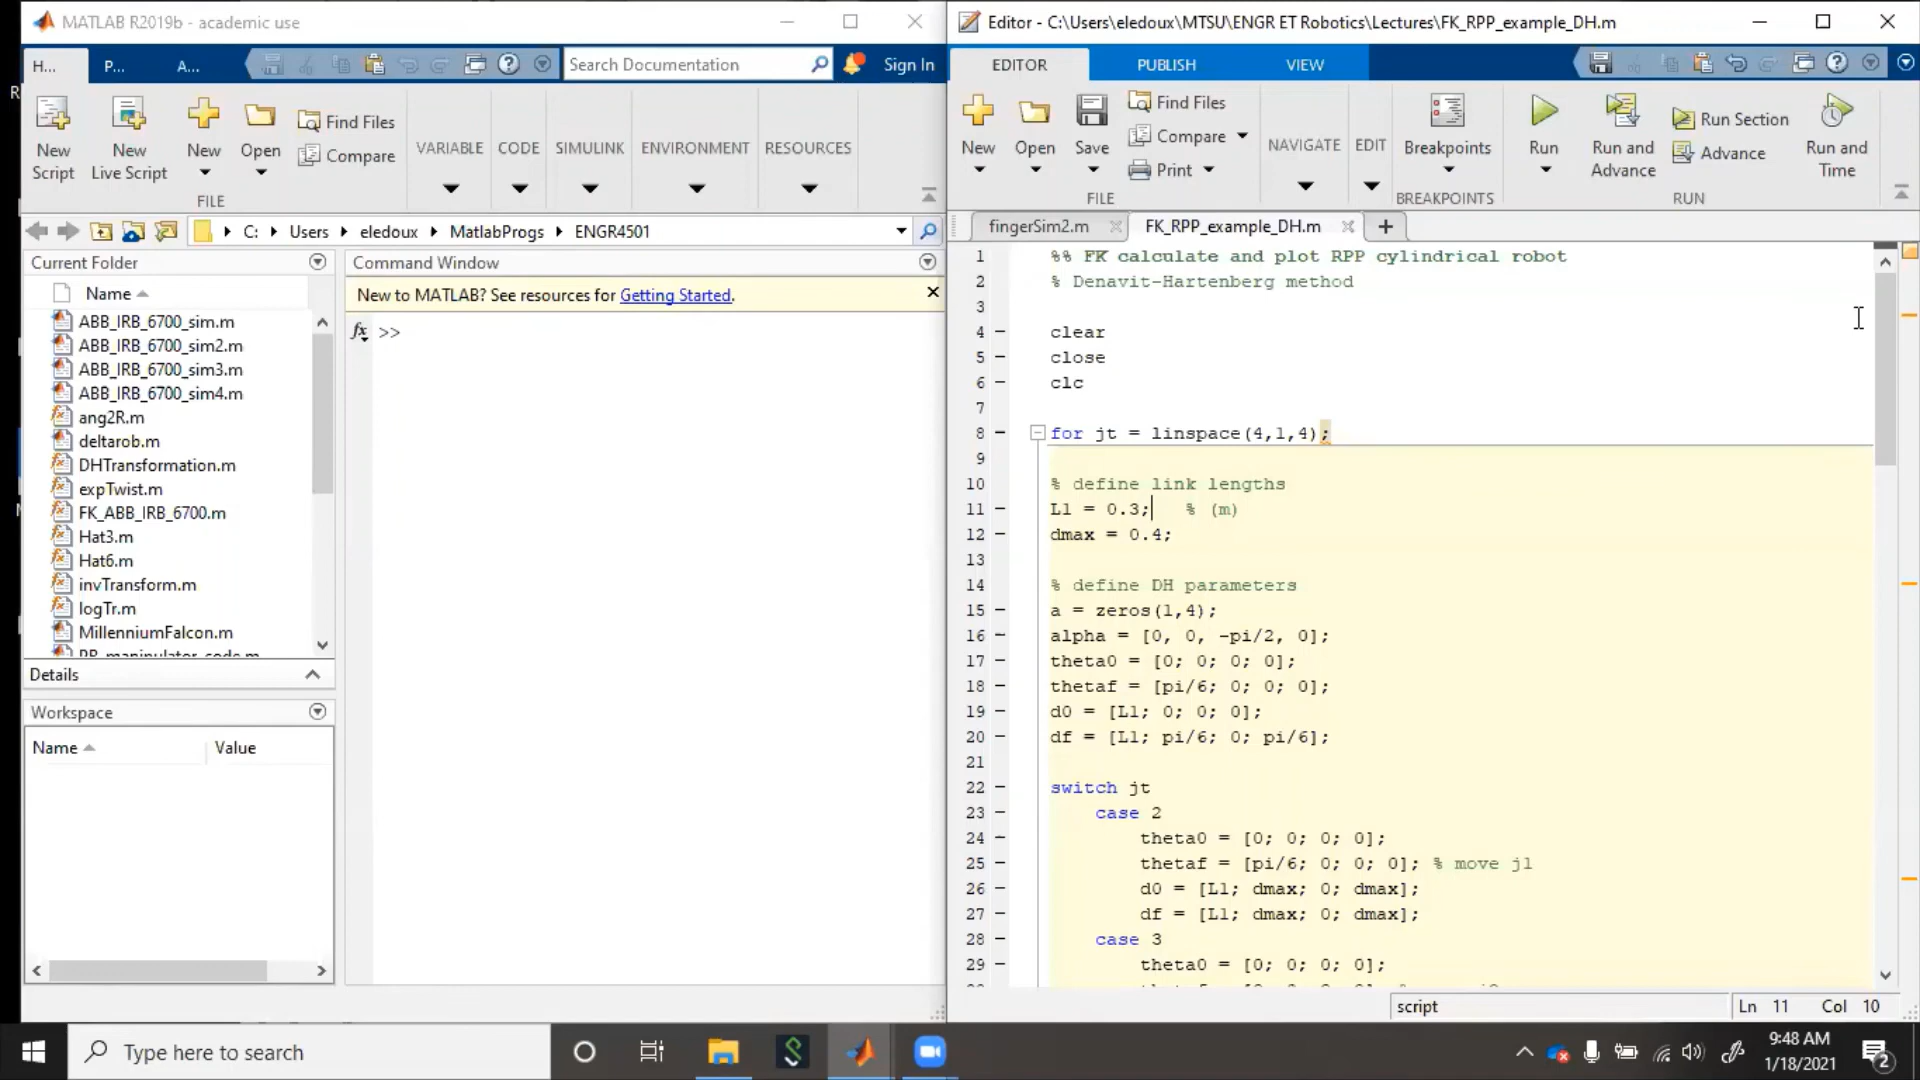 MATLAB R2019b - academic use
H...
P...
A...
Search Documentation
Sign In
New Script
New Live Script
New
Open
Find Files
Compare
VARIABLE
CODE
SIMULINK
ENVIRONMENT
RESOURCES
FILE
C:
Users
eledoux
MatlabProgs
ENGR4501
Current Folder
Name
ABB_IRB_6700_sim.m
ABB_IRB_6700_sim2.m
ABB_IRB_6700_sim3.m
ABB_IRB_6700_sim4.m
ang2R.m
deltarob.m
DHTransformation.m
expTwist.m
FK_ABB_IRB_6700.m
Hat3.m
Hat6.m
invTransform.m
logTr.m
MillenniumFalcon.m
Details
Workspace
Name
Value
Command Window
New to MATLAB? See resources for Getting Started.
fx >>
Editor - C:\Users\eledoux\MTSU\ENGR ET Robotics\Lectures\FK_RPP_example_DH.m
EDITOR
PUBLISH
VIEW
New
Open
Save
Find Files
Compare
Print
NAVIGATE
EDIT
Breakpoints
Run
Run and Advance
Run Section
Advance
Run and Time
FILE
BREAKPOINTS
RUN
fingerSim2.m
FK_RPP_example_DH.m
1 %% FK calculate and plot RPP cylindrical robot
2 % Denavit-Hartenberg method
3
4 – clear
5 – close
6 – clc
7
8 – for jt = linspace(4,1,4);
9
10 % define link lengths
11 – L1 = 0.3; % (m)
12 – dmax = 0.4;
13
14 % define DH parameters
15 – a = zeros(1,4);
16 – alpha = [0, 0, -pi/2, 0];
17 – theta0 = [0; 0; 0; 0];
18 – thetaf = [pi/6; 0; 0; 0];
19 – d0 = [L1; 0; 0; 0];
20 – df = [L1; pi/6; 0; pi/6];
21
22 – switch jt
23 – case 2
24 – theta0 = [0; 0; 0; 0];
25 – thetaf = [pi/6; 0; 0; 0]; % move j1
26 – d0 = [L1; dmax; 0; dmax];
27 – df = [L1; dmax; 0; dmax];
28 – case 3
29 – theta0 = [0; 0; 0; 0];
script
Ln 11 Col 10
Type here to search
9:48 AM
1/18/2021
2